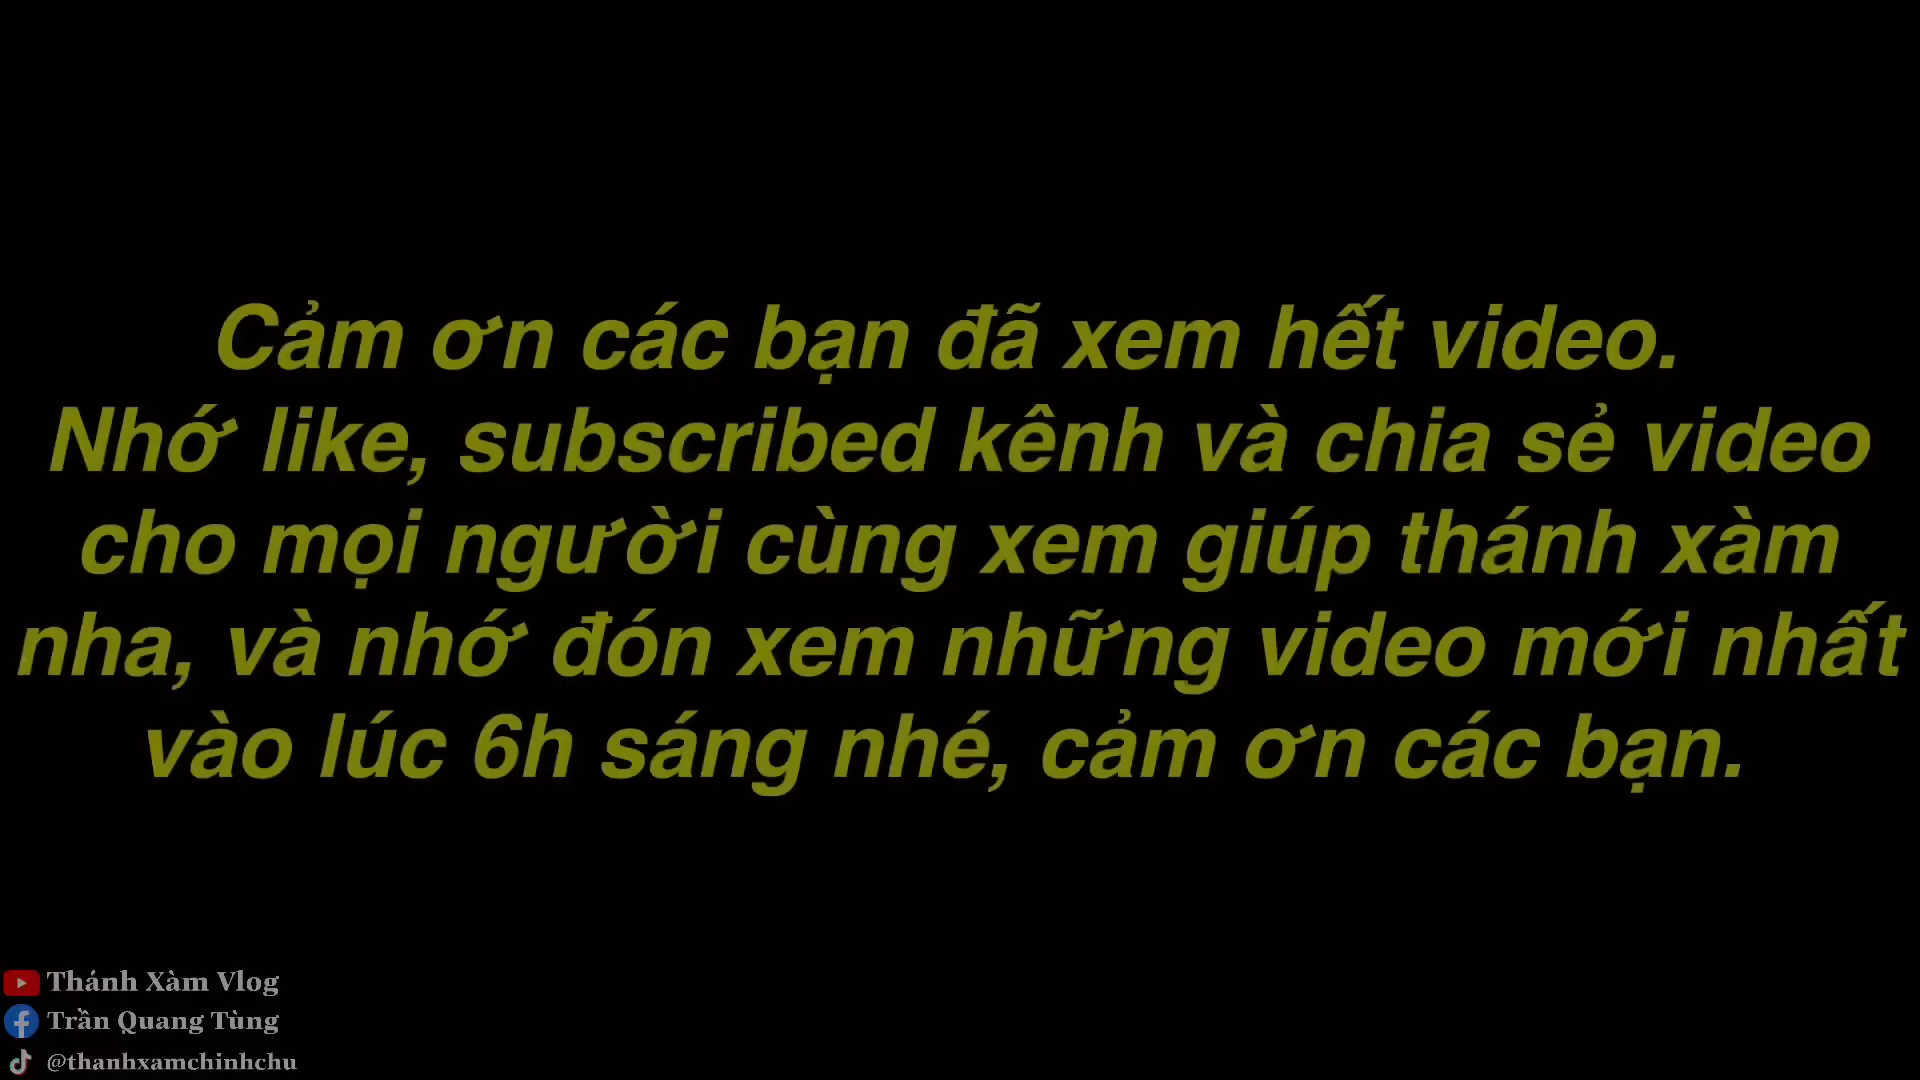 Cảm ơn các bạn đã xem hết video.
Nhớ like, subscribed kênh và chia sẻ video
cho mọi người cùng xem giúp thánh xàm
nha, và nhớ đón xem những video mới nhất
vào lúc 6h sáng nhé, cảm ơn các bạn.
Thánh Xàm Vlog
Trần Quang Tùng
@thanhxamchinhchu